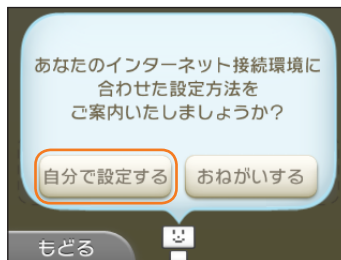 あなたのインターネット接続環境に
合わせた設定方法を
ご案内いたしましょうか？
自分で設定する
おねがいする
もどる